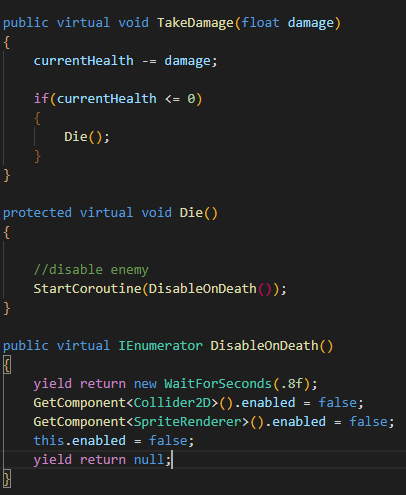 public virtual void TakeDamage(float damage)
{
currentHealth -= damage;
if(currentHealth <= 0)
{
Die();
}
}
protected virtual void Die()
{
//disable enemy
StartCoroutine(DisableOnDeath());
}
public virtual IEnumerator DisableOnDeath()
{
yield return new WaitForSeconds(.8f);
GetComponent<Collider2D>().enabled = false;
GetComponent<SpriteRenderer>().enabled = false;
this.enabled = false;
yield return null;
}